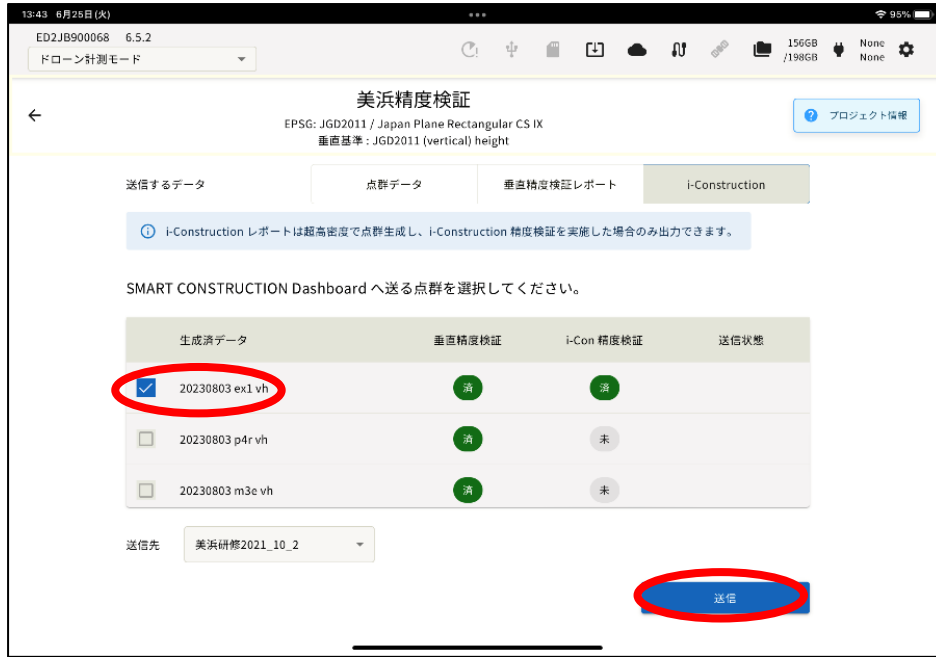 13:43 6月25日(火)
95%
ED2JB900068 6.5.2
ドローン計測モード
156GB
/198GB
None
None
美浜精度検証
EPSG: JGD2011 / Japan Plane Rectangular CS IX
垂直基準 : JGD2011 (vertical) height
プロジェクト情報
送信するデータ 点群データ 垂直精度検証レポート i-Construction
i-Construction レポートは超高密度で点群生成し、i-Construction 精度検証を実施した場合のみ出力できます。
SMART CONSTRUCTION Dashboard へ送る点群を選択してください。
生成済データ 垂直精度検証 i-Con 精度検証 送信状態
20230803 ex1 vh 済 済
20230803 p4r vh 済 未
20230803 m3e vh 済 未
送信先 美浜研修2021_10_2
送信